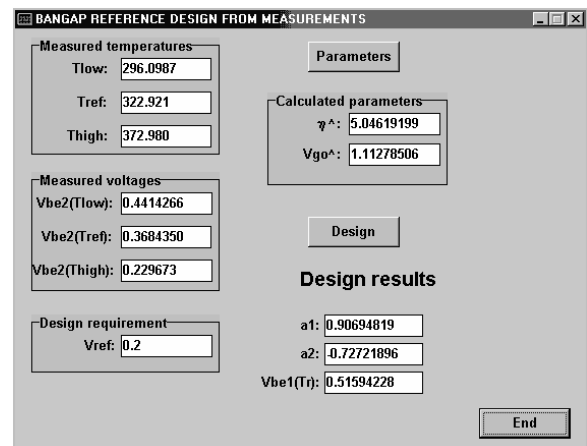 BANGAP REFERENCE DESIGN FROM MEASUREMENTS
Measured temperatures
Tlow: 296.0987
Tref: 322.921
Thigh: 372.980
Parameters
Calculated parameters
η^: 5.04619199
Vgo^: 1.11278506
Measured voltages
Vbe2(Tlow): 0.4414266
Vbe2(Tref): 0.3684350
Vbe2(Thigh): 0.229673
Design
Design results
Design requirement
Vref: 0.2
a1: 0.90694819
a2: -0.72721896
Vbe1(Tr): 0.51594228
End